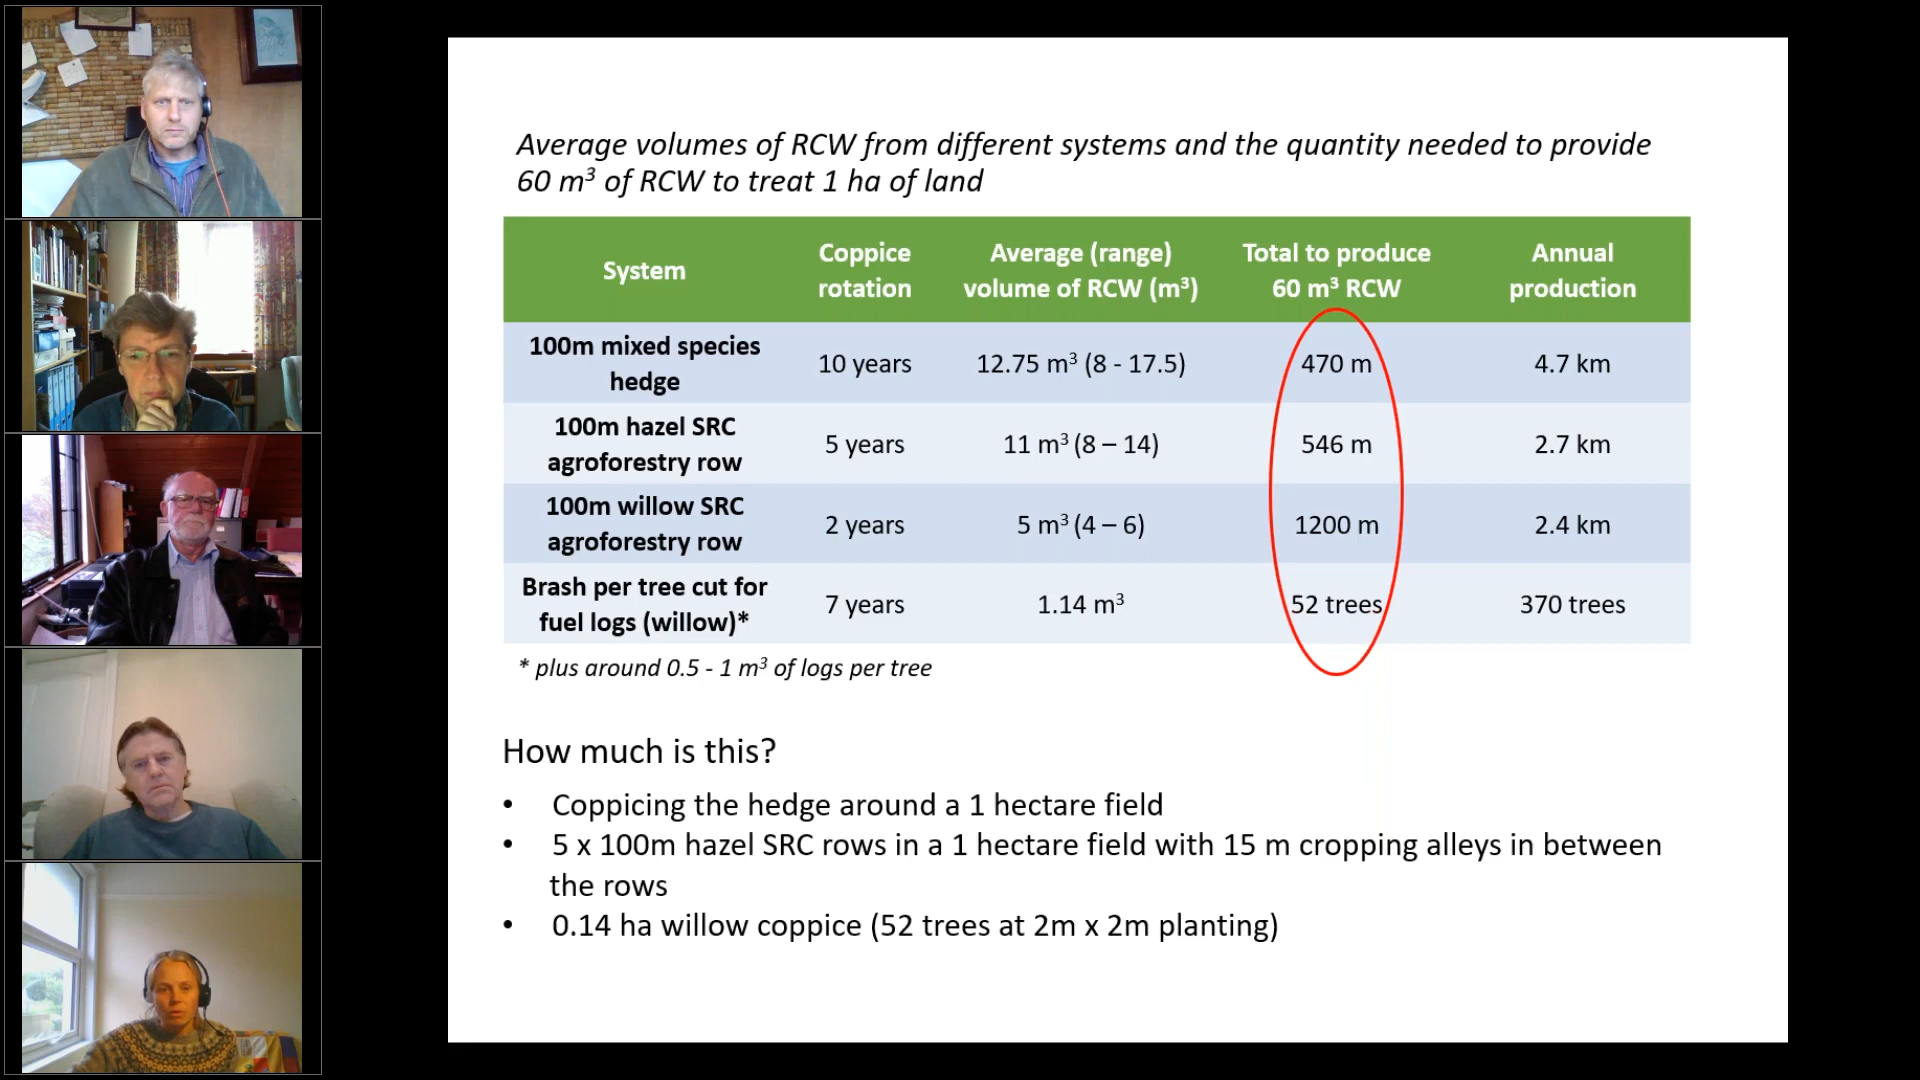 Average volumes of RCW from different systems and the quantity needed to provide
60 m³ of RCW to treat 1 ha of land
System
Coppice rotation
Average (range) volume of RCW (m³)
Total to produce 60 m³ RCW
Annual production
100m mixed species hedge
10 years
12.75 m³ (8 - 17.5)
470 m
4.7 km
100m hazel SRC agroforestry row
5 years
11 m³ (8 – 14)
546 m
2.7 km
100m willow SRC agroforestry row
2 years
5 m³ (4 – 6)
1200 m
2.4 km
Brash per tree cut for fuel logs (willow)*
7 years
1.14 m³
52 trees
370 trees
* plus around 0.5 - 1 m³ of logs per tree
How much is this?
• Coppicing the hedge around a 1 hectare field
• 5 x 100m hazel SRC rows in a 1 hectare field with 15 m cropping alleys in between
the rows
• 0.14 ha willow coppice (52 trees at 2m x 2m planting)